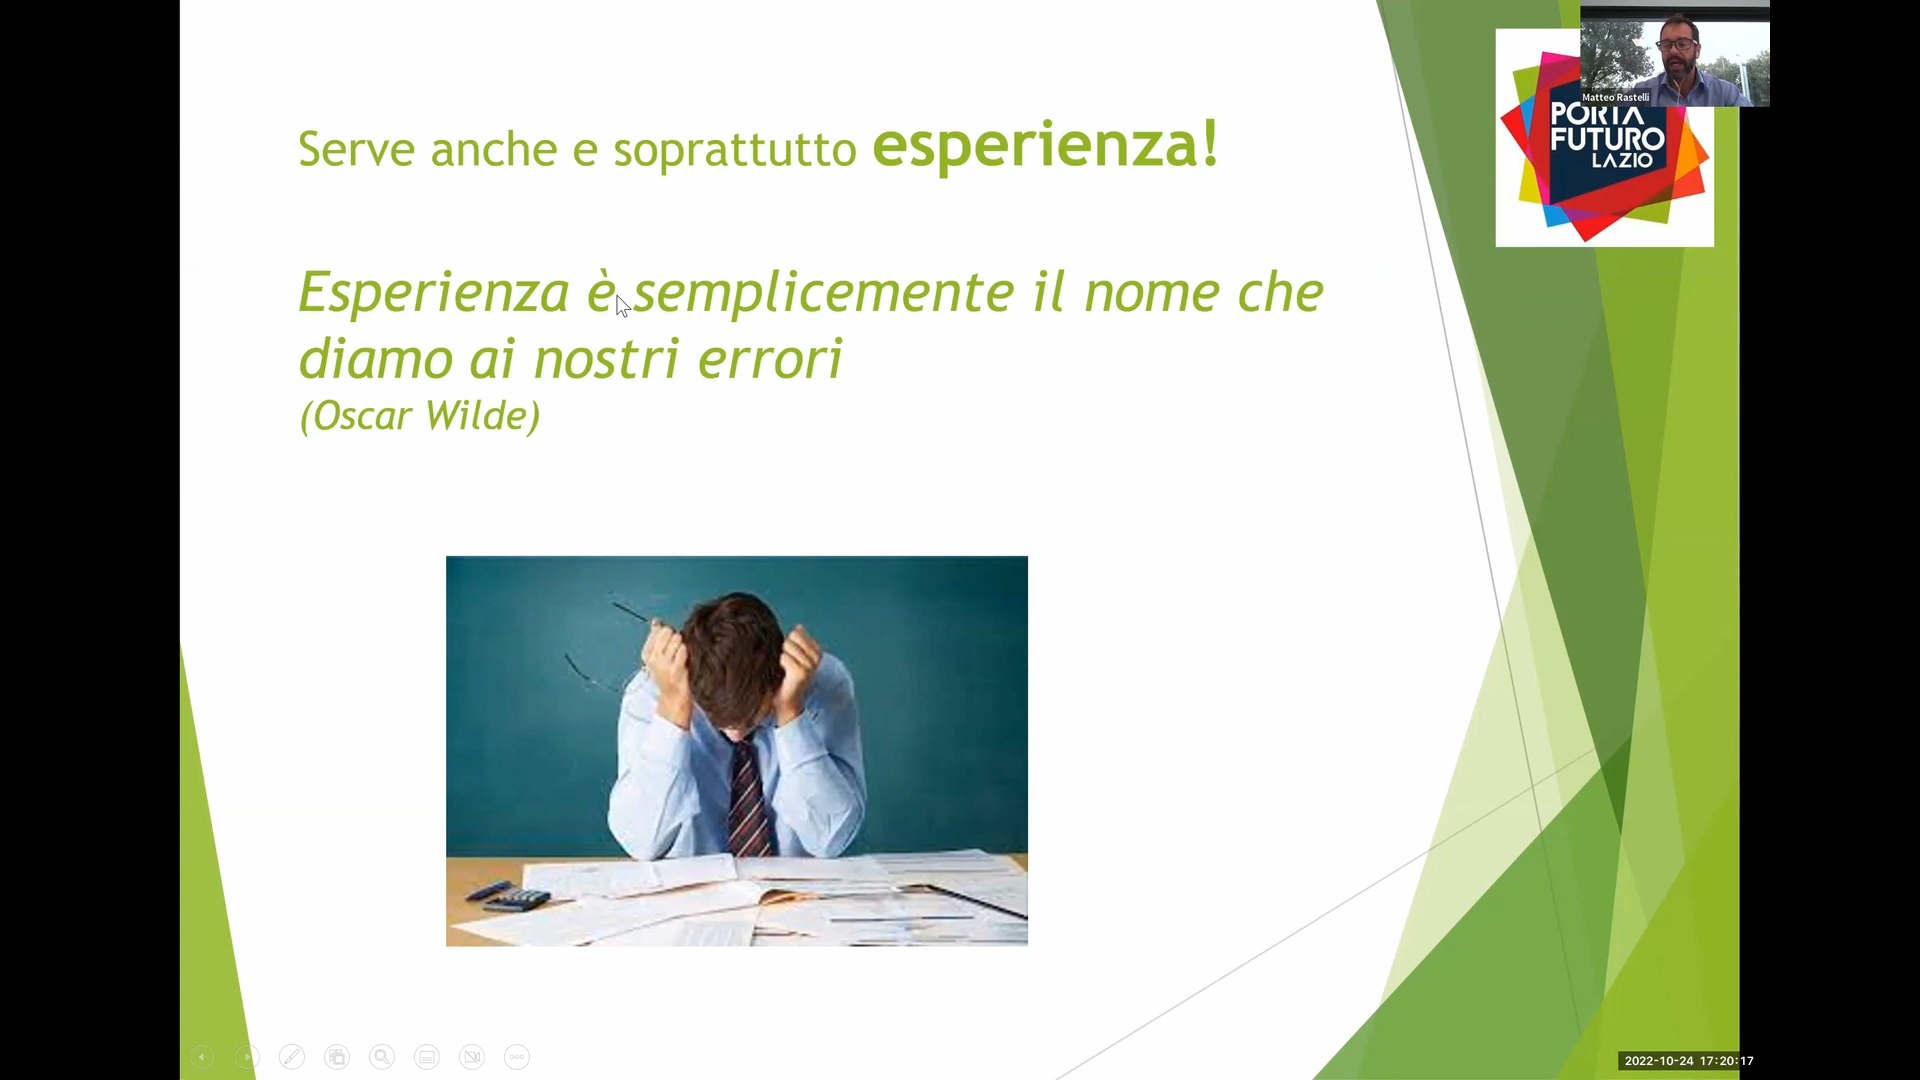 Matteo Rastelli
PORTA
FUTURO
LAZIO
Serve anche e soprattutto esperienza!
Esperienza è semplicemente il nome che
diamo ai nostri errori
(Oscar Wilde)
2022-10-24 17:20:17